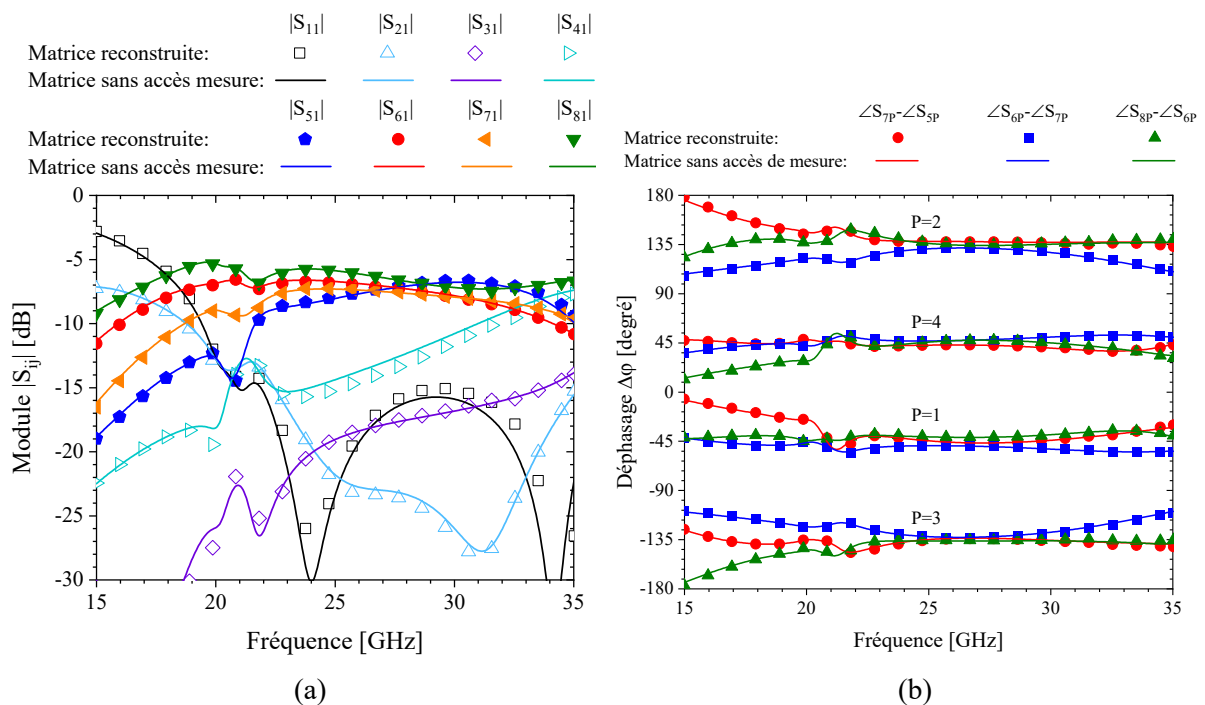 |S11| |S21| |S31| |S41|
Matrice reconstruite:
Matrice sans accès mesure:
|S51| |S61| |S71| |S81|
Matrice reconstruite:
Matrice sans accès mesure:
0
-5
-10
-15
-20
-25
-30
Module |Sij| [dB]
15 20 25 30 35
Fréquence [GHz]
(a)
∠S7P-∠S5P ∠S6P-∠S7P ∠S8P-∠S6P
Matrice reconstruite:
Matrice sans accès de mesure:
180
135
90
45
0
-45
-90
-135
-180
Déphasage Δφ [degré]
P=2
P=4
P=1
P=3
15 20 25 30 35
Fréquence [GHz]
(b)